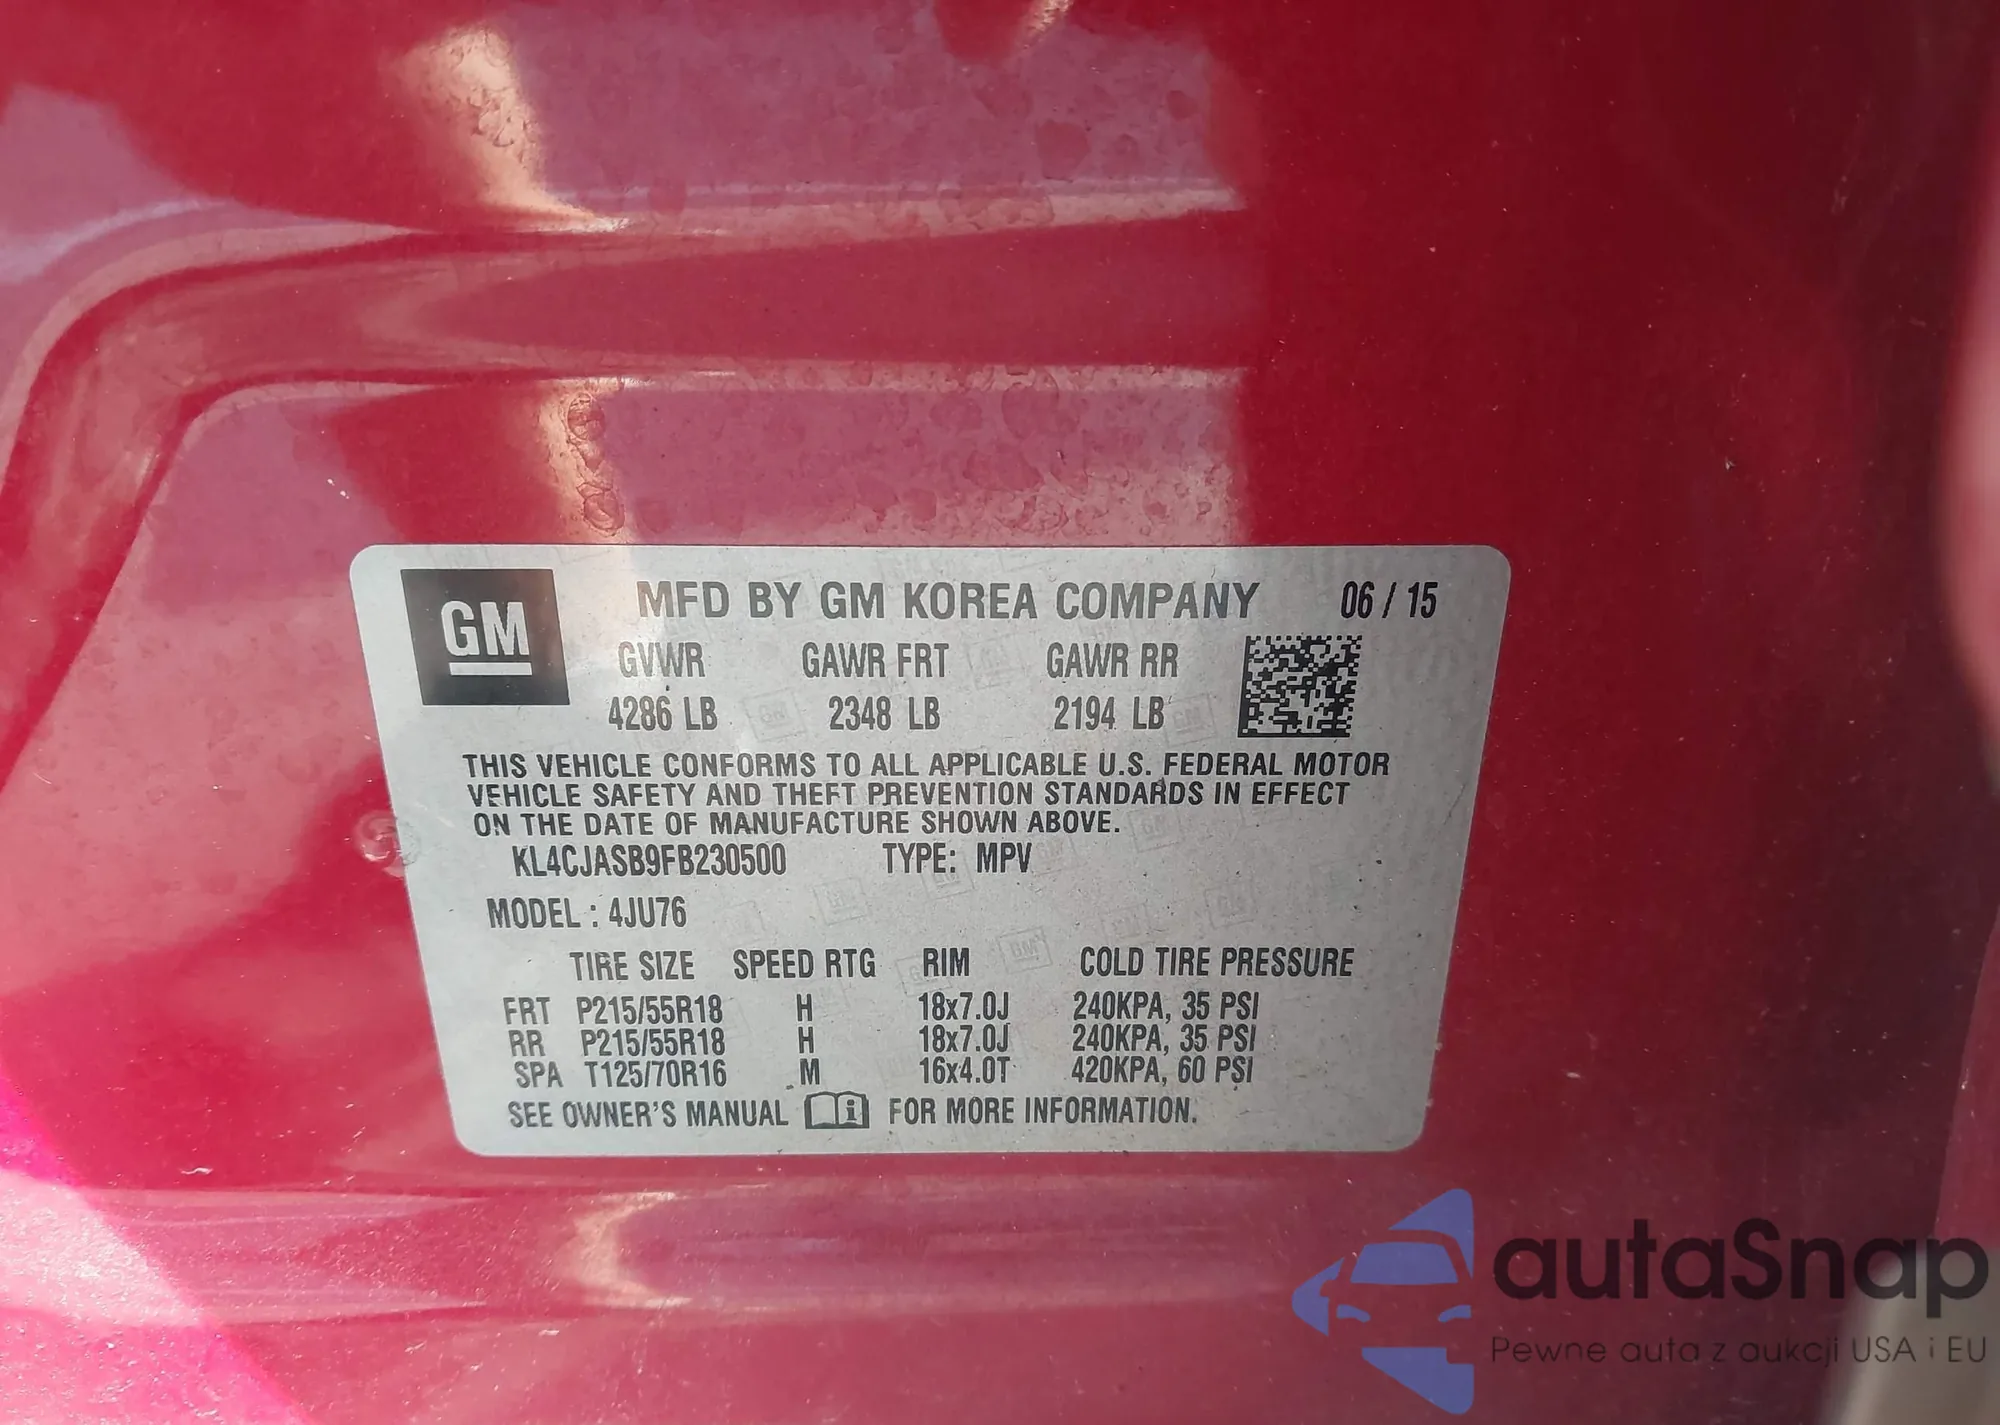 GM
MFD BY GM KOREA COMPANY 06 / 15
GVWR GAWR FRT GAWR RR
4286 LB 2348 LB 2194 LB
THIS VEHICLE CONFORMS TO ALL APPLICABLE U.S. FEDERAL MOTOR
VEHICLE SAFETY AND THEFT PREVENTION STANDARDS IN EFFECT
ON THE DATE OF MANUFACTURE SHOWN ABOVE.
KL4CJASB9FB230500 TYPE: MPV
MODEL : 4JU76
TIRE SIZE SPEED RTG RIM COLD TIRE PRESSURE
FRT P215/55R18 H 18x7.0J 240KPA, 35 PSI
RR P215/55R18 H 18x7.0J 240KPA, 35 PSI
SPA T125/70R16 M 16x4.0T 420KPA, 60 PSI
SEE OWNER'S MANUAL i FOR MORE INFORMATION.
autaSnap
Pewne auta z aukcji USA i EU